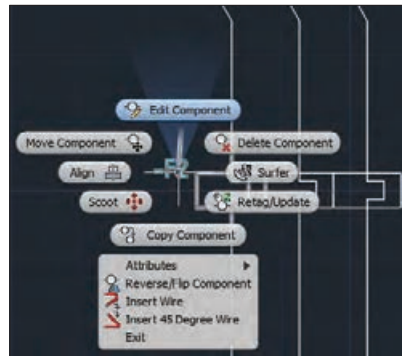 Edit Component
Move Component
Delete Component
F2
Align
Surfer
Scoot
Retag/Update
Copy Component
Attributes
Reverse/Flip Component
Insert Wire
Insert 45 Degree Wire
Exit